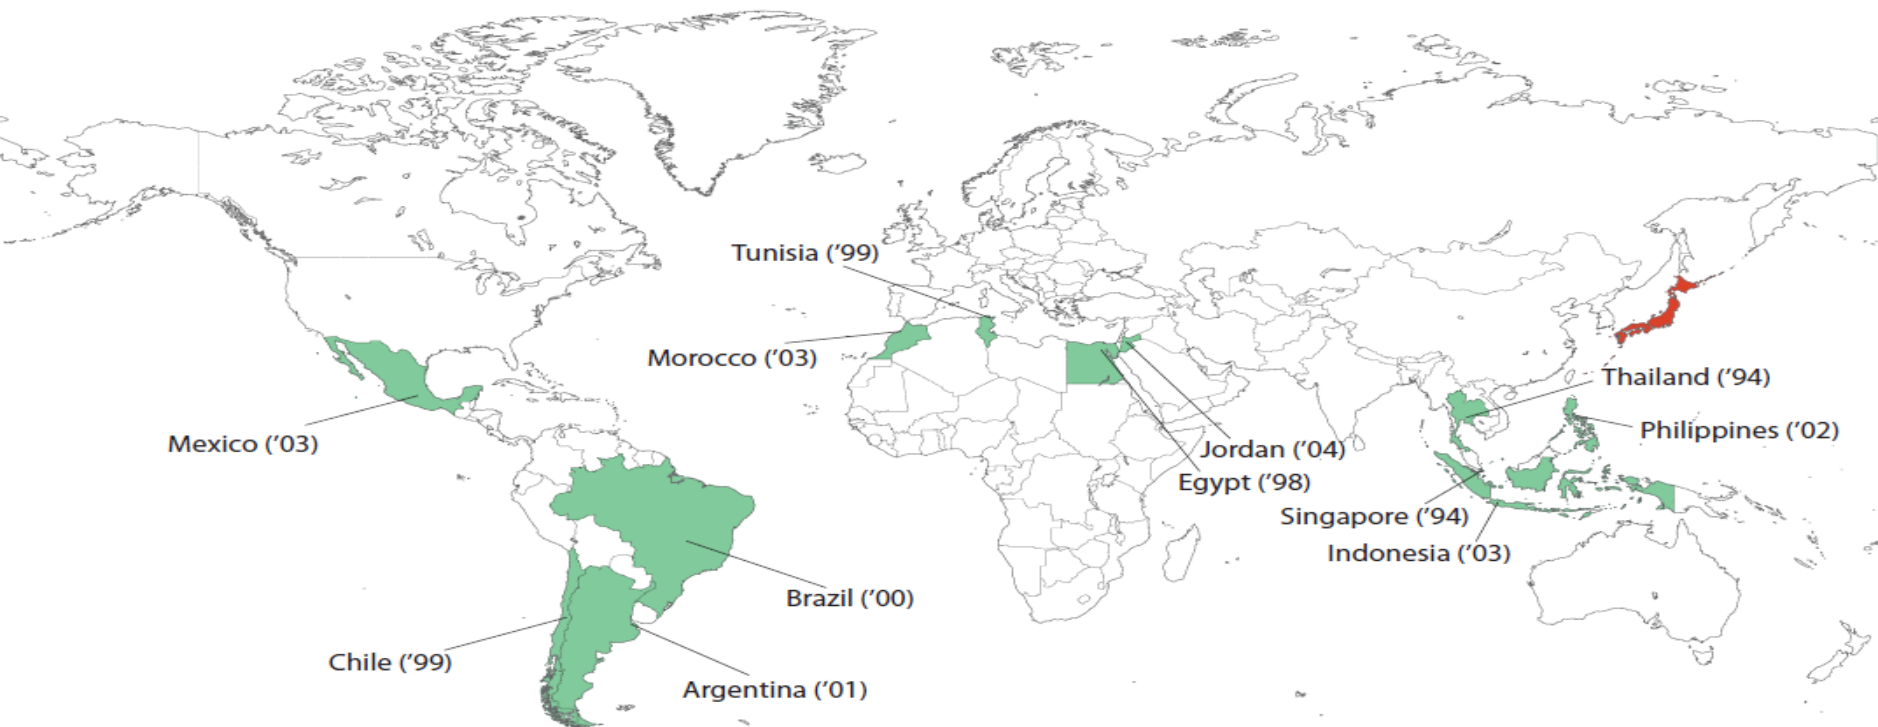 Tunisia (’99)
Morocco (’03)
Thailand (’94)
Philippines (’02)
Mexico (’03)
Jordan (’04)
Egypt (’98)
Singapore (’94)
Indonesia (’03)
Brazil (’00)
Chile (’99)
Argentina (’01)